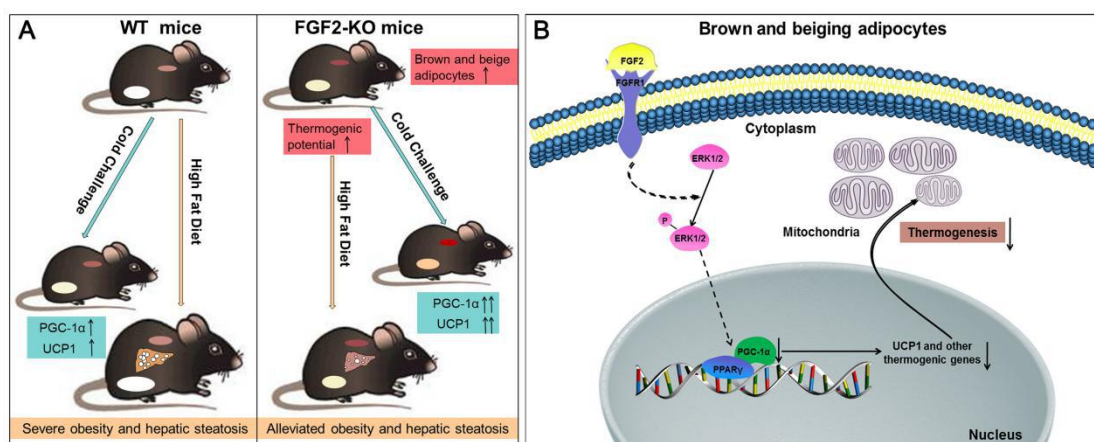 A
WT mice
Cold Challenge
High Fat Diet
PGC-1α ↑
UCP1 ↑
Severe obesity and hepatic steatosis
FGF2-KO mice
Brown and beige
adipocytes ↑
Thermogenic
potential ↑
Cold Challenge
High Fat Diet
PGC-1α ↑↑
UCP1 ↑↑
Alleviated obesity and hepatic steatosis
B
Brown and beiging adipocytes
FGF2
FGFR1
Cytoplasm
ERK1/2
P
ERK1/2
Mitochondria
Thermogenesis ↓
PGC-1α ↓
PPARγ
UCP1 and other
thermogenic genes ↓
Nucleus